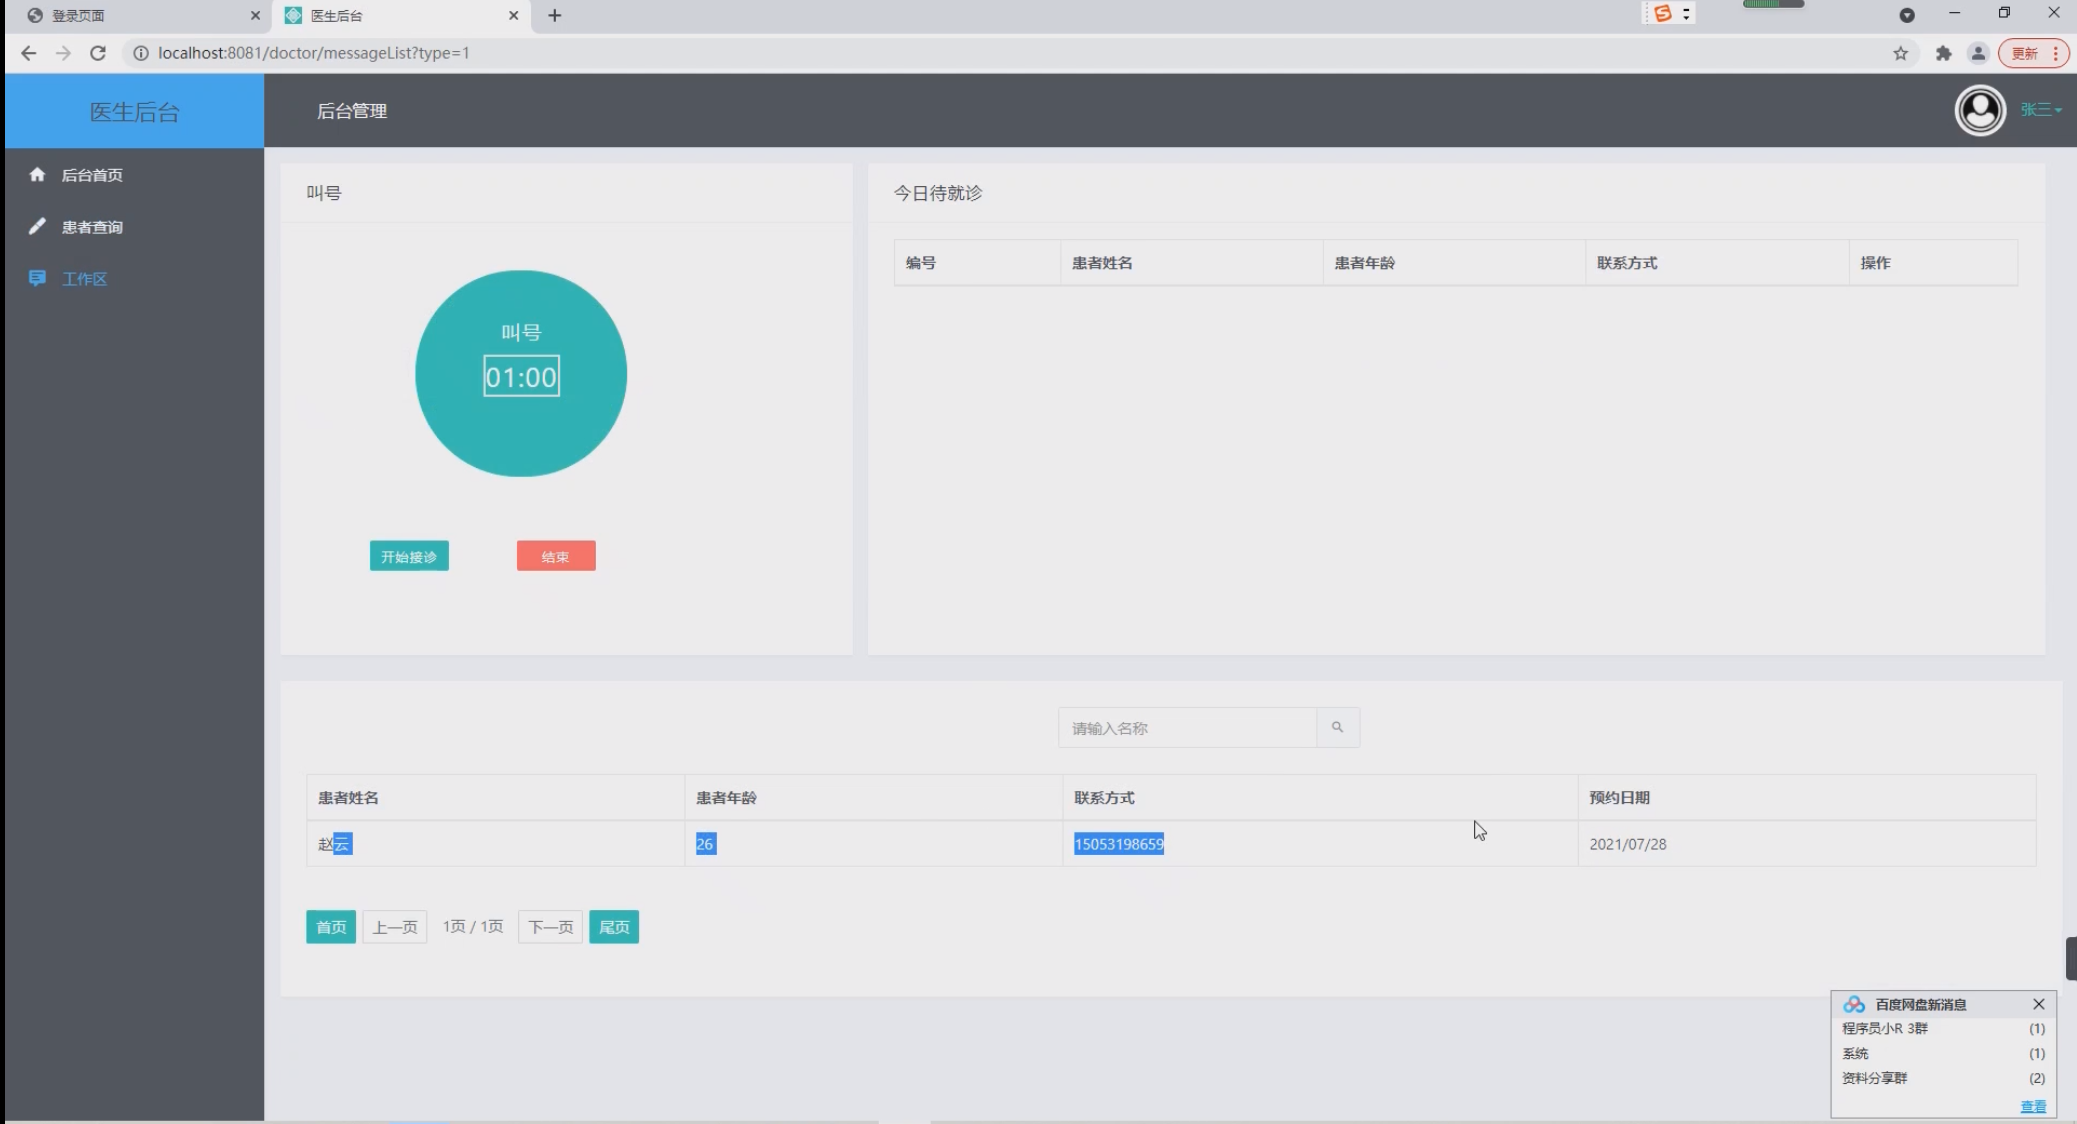 登录页面
医生后台
localhost:8081/doctor/messageList?type=1
更新
医生后台
后台管理
张三
后台首页
患者查询
工作区
叫号
叫号
01:00
开始接诊
结束
今日待就诊
编号 患者姓名 患者年龄 联系方式 操作
请输入名称
患者姓名 患者年龄 联系方式 预约日期
赵云 26 15053198659 2021/07/28
首页 上一页 1页 / 1页 下一页 尾页
百度网盘新消息
程序员小R 3群 (1)
系统 (1)
资料分享群 (2)
查看